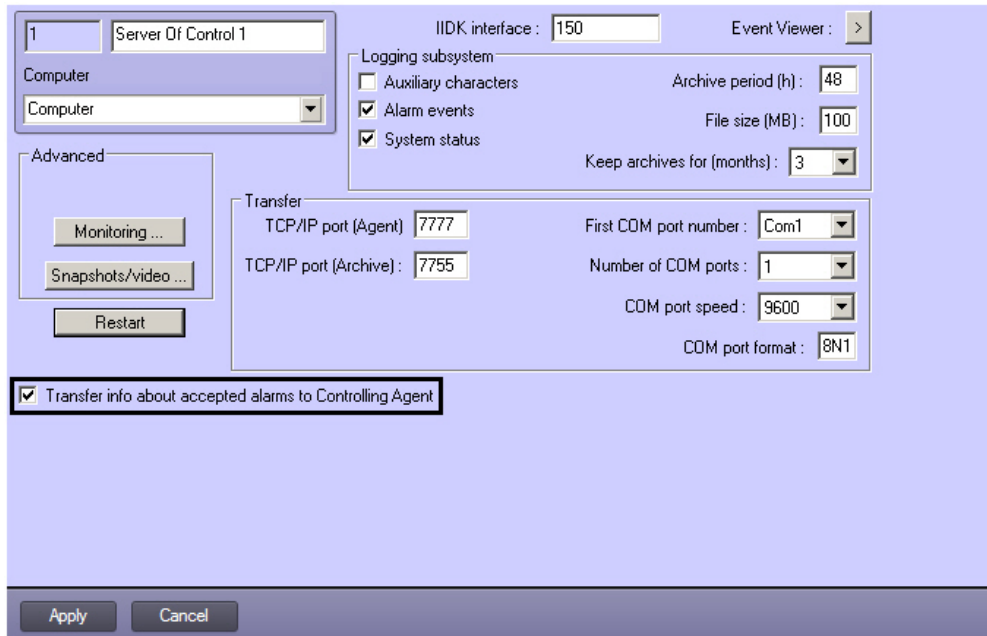 1 Server Of Control 1
Computer
Computer
IIDK interface : 150
Event Viewer : >
Logging subsystem
Auxiliary characters
Alarm events
System status
Archive period (h) : 48
File size (MB) : 100
Keep archives for (months) : 3
Advanced
Monitoring ...
Snapshots/video ...
Restart
Transfer
TCP/IP port (Agent) 7777
TCP/IP port (Archive) : 7755
First COM port number : Com1
Number of COM ports : 1
COM port speed : 9600
COM port format : 8N1
Transfer info about accepted alarms to Controlling Agent
Apply Cancel